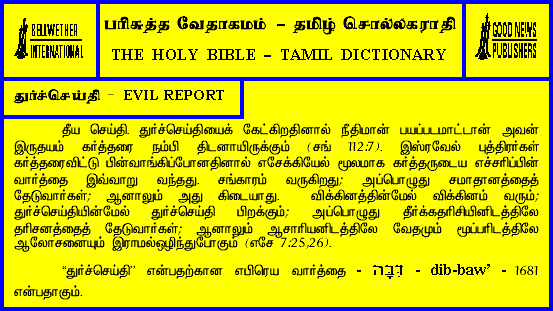 BELLWETHER
INTERNATIONAL
பரிசுத்த வேதாகமம் – தமிழ் சொல்லகராதி
THE HOLY BIBLE – TAMIL DICTIONARY
GOOD NEWS
PUBLISHERS
துர்ச்செய்தி – EVIL REPORT
தீய செய்தி. துர்ச்செய்தியைக் கேட்கிறதினால் நீதிமான் பயப்படமாட்டான் அவன்
இருதயம் கர்த்தரை நம்பி திடனாயிருக்கும் (சங் 112:7). இஸ்ரவேல் புத்திரர்கள்
கர்த்தரைவிட்டு பின்வாங்கிப்போனதினால் எசேக்கியேல் மூலமாக கர்த்தருடைய எச்சரிப்பின்
வார்த்தை இவ்வாறு வந்தது. சங்காரம் வருகிறது; அப்பொழுது சமாதானத்தைத்
தேடுவார்கள்; ஆனாலும் அது கிடையாது. விக்கினத்தின்மேல் விக்கினம் வரும்;
துர்ச்செய்தியின்மேல் துர்ச்செய்தி பிறக்கும்; அப்பொழுது தீர்க்கதரிசியினிடத்திலே
தரிசனத்தைத் தேடுவார்கள்; ஆனாலும் ஆசாரியனிடத்திலே வேதமும் மூப்பரிடத்திலே
ஆலோசனையும் இராமல்ஒழிந்துபோகும் (எசே 7:25,26).
“துர்ச்செய்தி” என்பதற்கான எபிரெய வார்த்தை - דִּבָּה - dib-baw’ - 1681
என்பதாகும்.